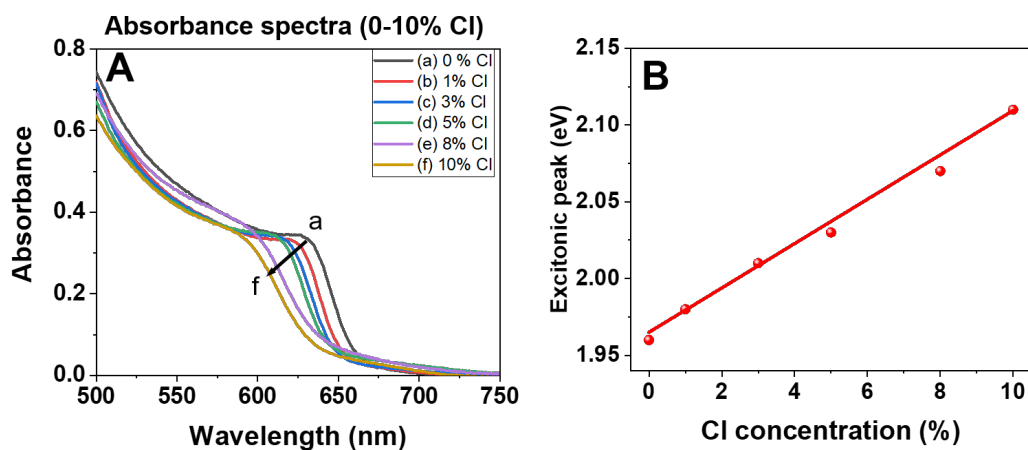 Absorbance spectra (0-10% Cl)
A
(a) 0 % Cl
(b) 1% Cl
(c) 3% Cl
(d) 5% Cl
(e) 8% Cl
(f) 10% Cl
a
f
0.8
0.6
0.4
0.2
0.0
Absorbance
500
550
600
650
700
750
Wavelength (nm)
B
2.15
2.10
2.05
2.00
1.95
Excitonic peak (eV)
0
2
4
6
8
10
Cl concentration (%)